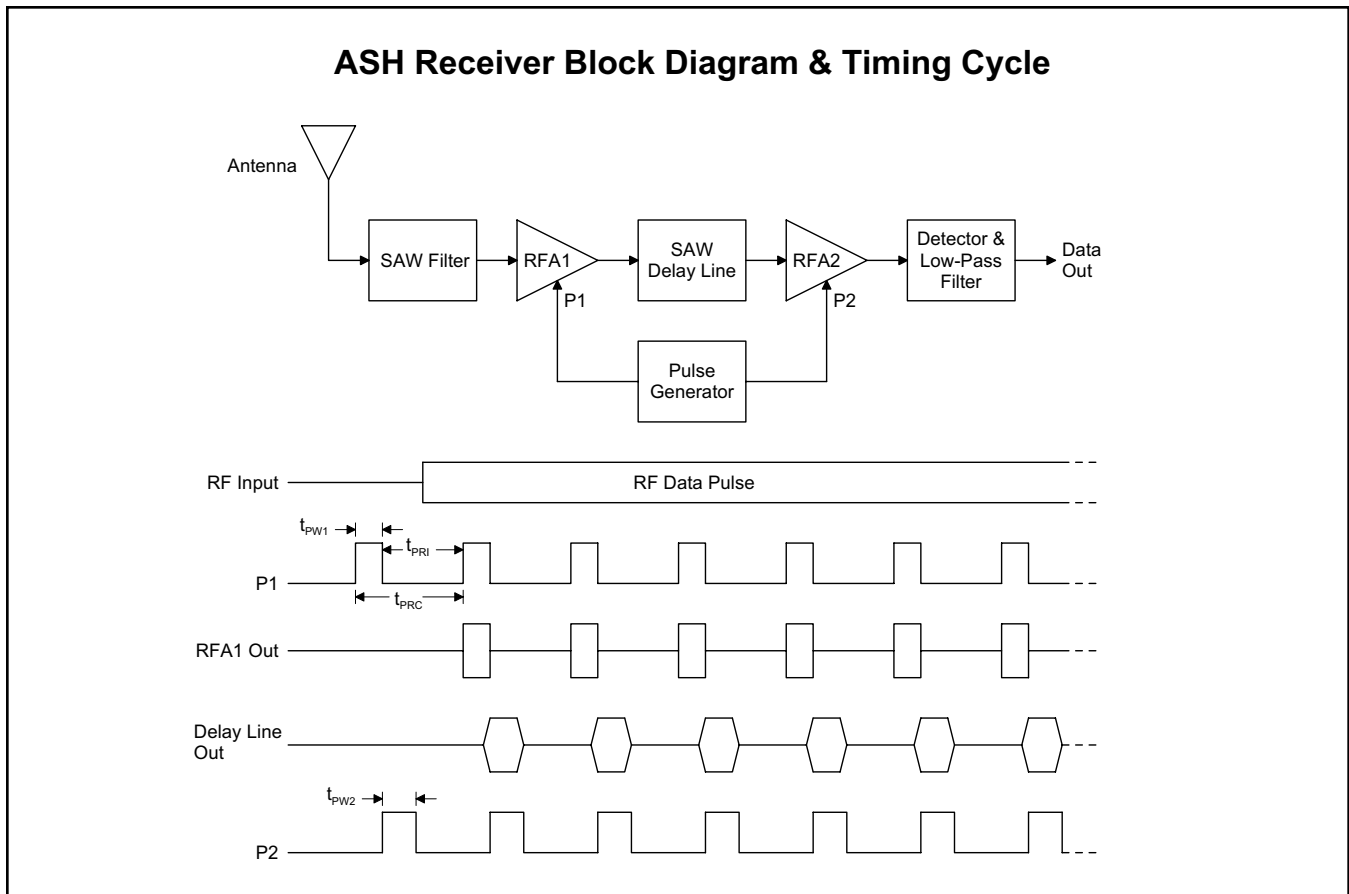 ASH Receiver Block Diagram & Timing Cycle
Antenna
SAW Filter
RFA1
SAW
Delay Line
RFA2
Detector &
Low-Pass
Filter
Data
Out
P1
P2
Pulse
Generator
RF Input
RF Data Pulse
tPW1
tPRI
P1
tPRC
RFA1 Out
Delay Line
Out
tPW2
P2